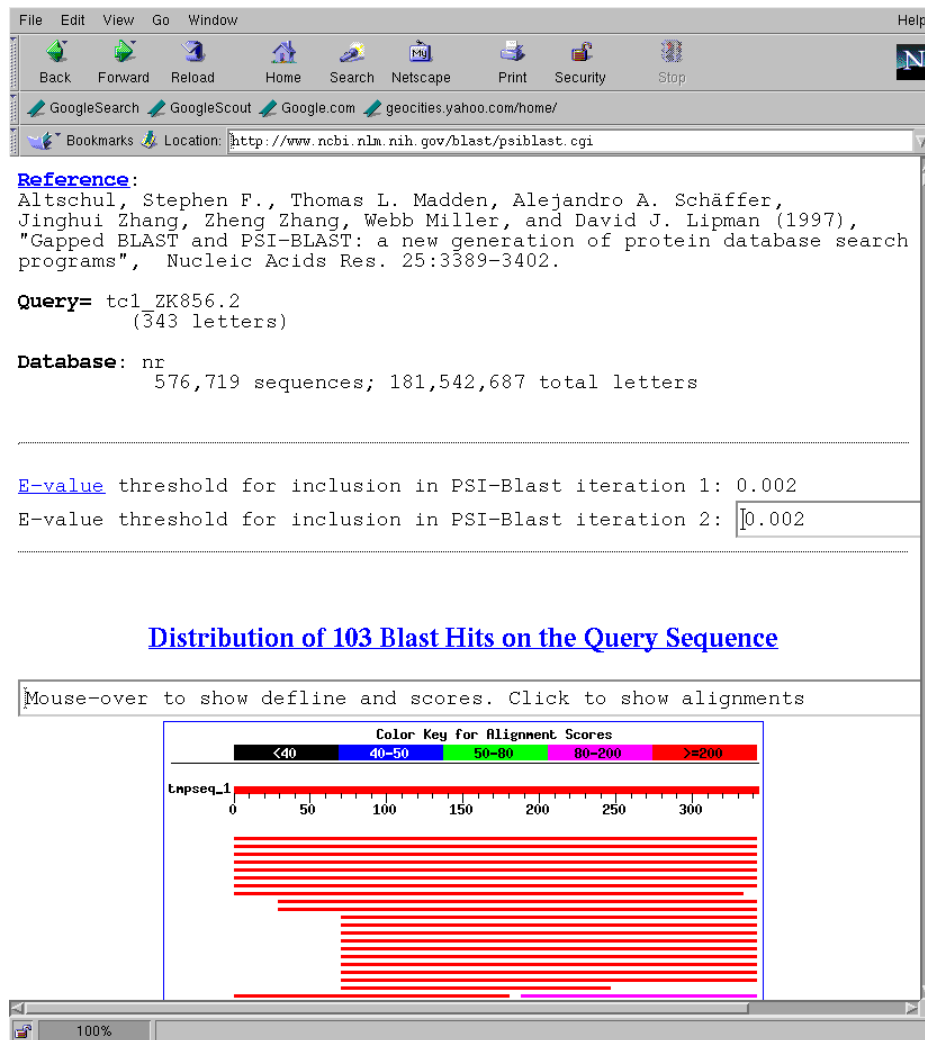 File Edit View Go Window Help
Back Forward Reload Home Search Netscape Print Security Stop
My
N
GoogleSearch GoogleScout Google.com geocities.yahoo.com/home/
Bookmarks Location: http://www.ncbi.nlm.nih.gov/blast/psiblast.cgi
Reference:
Altschul, Stephen F., Thomas L. Madden, Alejandro A. Schäffer,
Jinghui Zhang, Zheng Zhang, Webb Miller, and David J. Lipman (1997),
"Gapped BLAST and PSI-BLAST: a new generation of protein database search
programs", Nucleic Acids Res. 25:3389-3402.
Query= tc1_ZK856.2
(343 letters)
Database: nr
576,719 sequences; 181,542,687 total letters
E-value threshold for inclusion in PSI-Blast iteration 1: 0.002
E-value threshold for inclusion in PSI-Blast iteration 2: 0.002
Distribution of 103 Blast Hits on the Query Sequence
Mouse-over to show defline and scores. Click to show alignments
Color Key for Alignment Scores
<40 40-50 50-80 80-200 >=200
tmpseq_1
0 50 100 150 200 250 300
100%